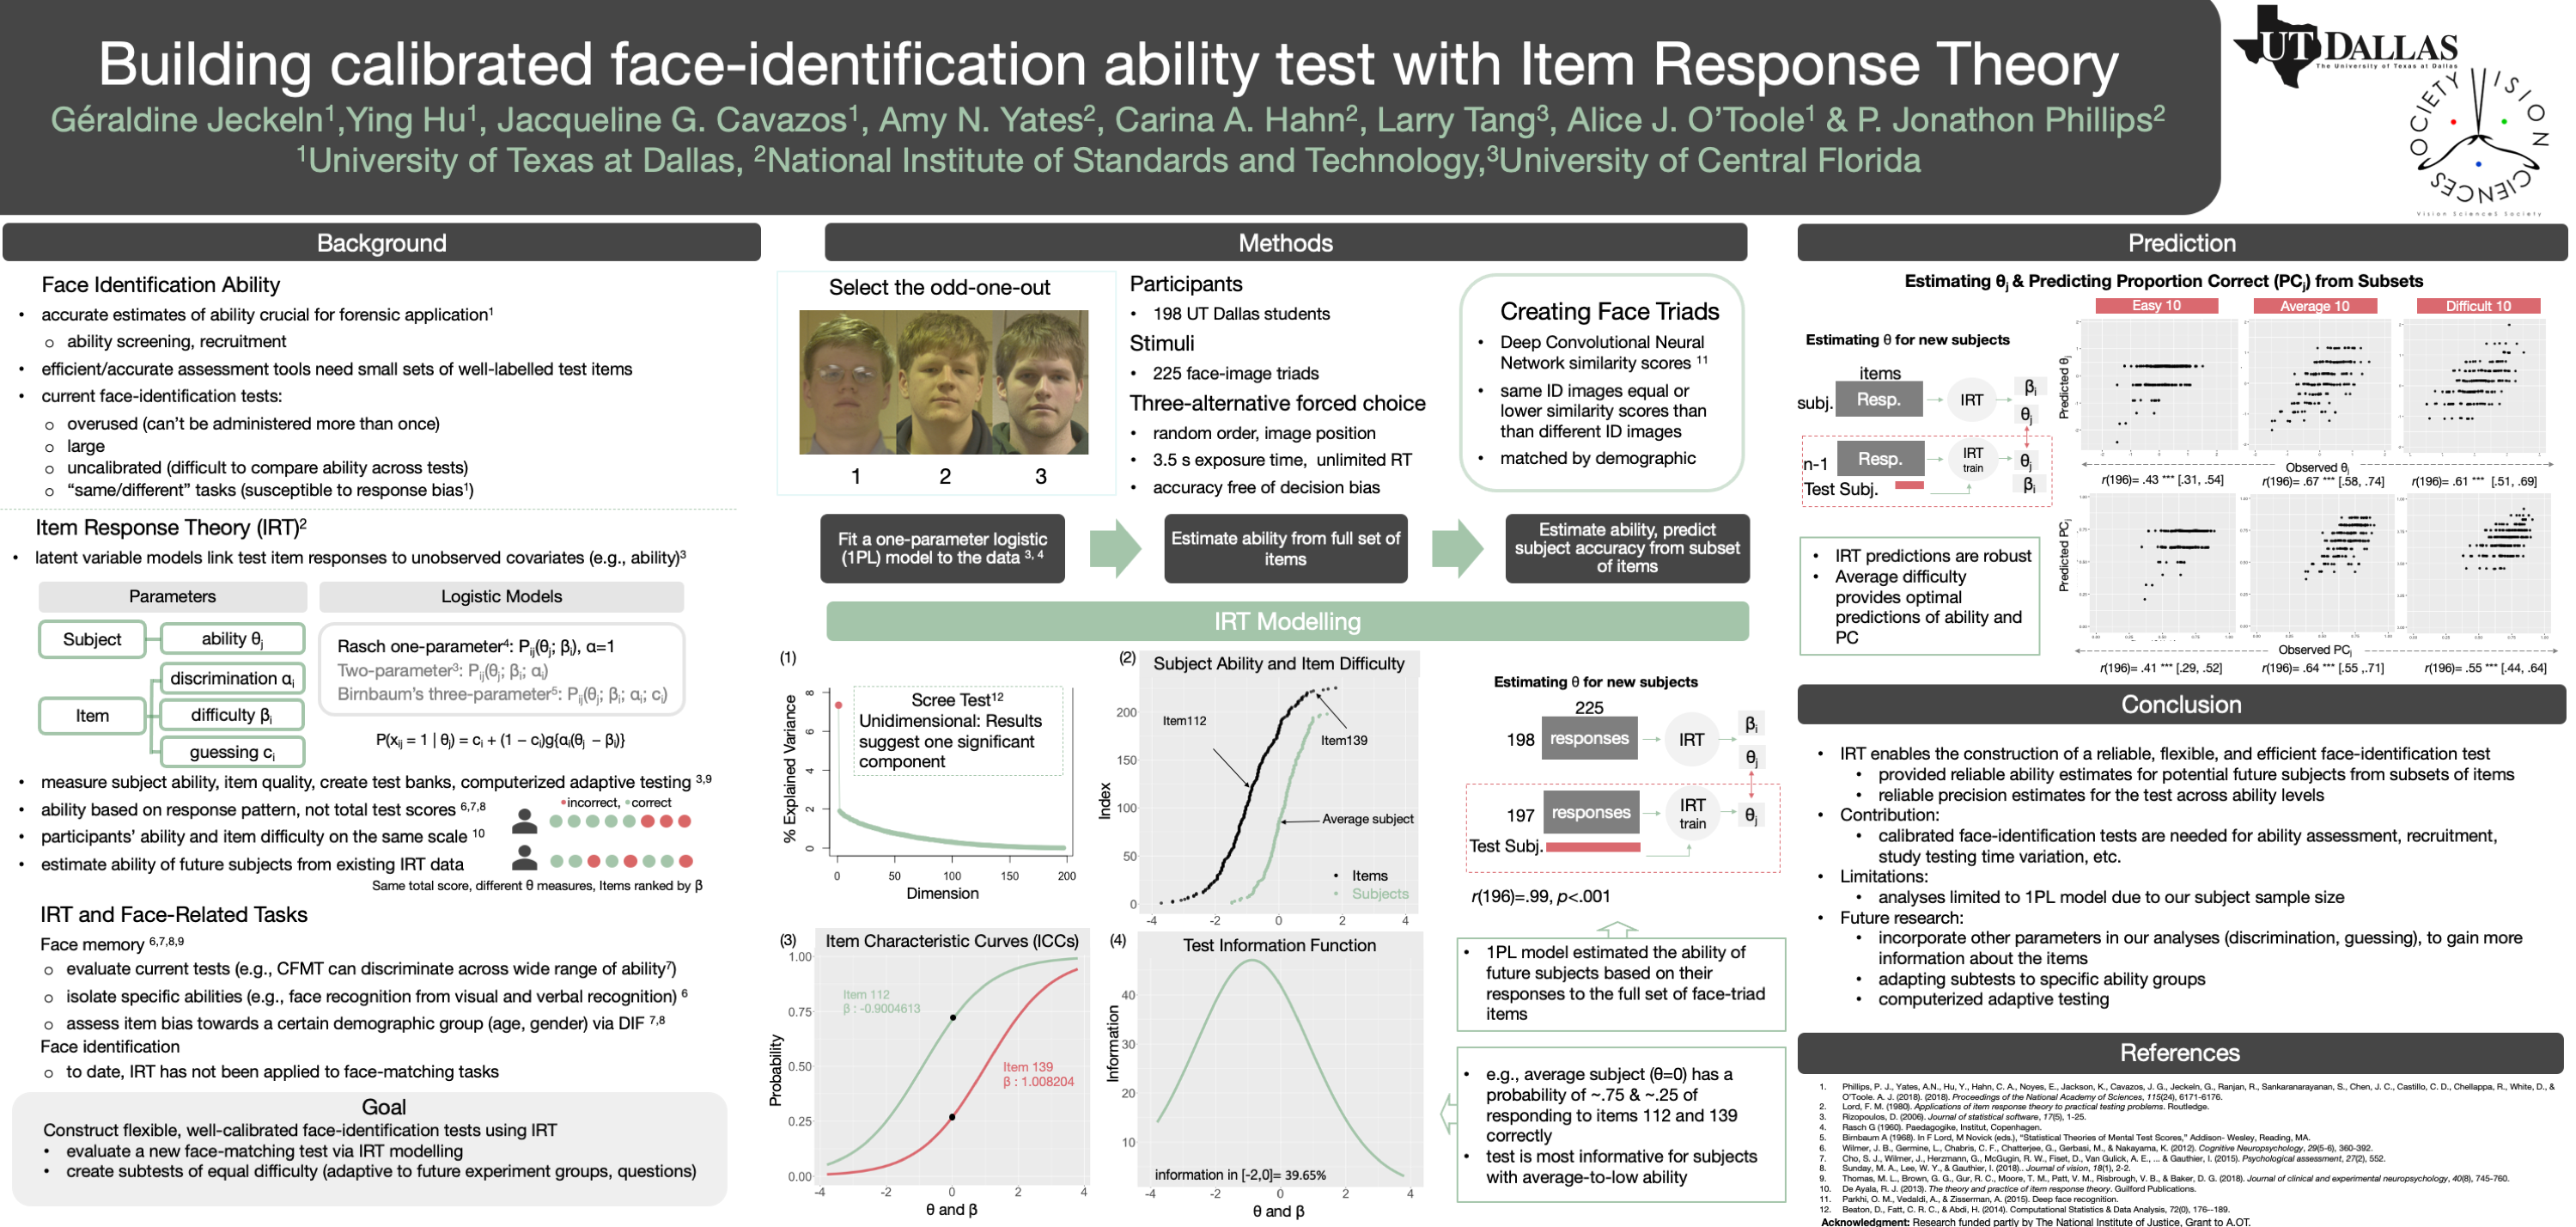 Building calibrated face-identification ability test with Item Response Theory
Géraldine Jeckeln¹,Ying Hu¹, Jacqueline G. Cavazos¹, Amy N. Yates², Carina A. Hahn², Larry Tang³, Alice J. O'Toole¹ & P. Jonathon Phillips²
¹University of Texas at Dallas, ²National Institute of Standards and Technology,³University of Central Florida
UT DALLAS
The University of Texas at Dallas
VISION SCIENCES SOCIETY
Vision Sciences Society
Background
Face Identification Ability
• accurate estimates of ability crucial for forensic application¹
o ability screening, recruitment
• efficient/accurate assessment tools need small sets of well-labelled test items
• current face-identification tests:
o overused (can't be administered more than once)
o large
o uncalibrated (difficult to compare ability across tests)
o "same/different" tasks (susceptible to response bias¹)
Item Response Theory (IRT)²
• latent variable models link test item responses to unobserved covariates (e.g., ability)³
Parameters
Subject
ability θⱼ
Item
discrimination αᵢ
difficulty βᵢ
guessing cᵢ
Logistic Models
Rasch one-parameter⁴: Pᵢⱼ(θⱼ; βᵢ), α=1
Two-parameter³: Pᵢⱼ(θⱼ; βᵢ; αᵢ)
Birnbaum's three-parameter⁵: Pᵢⱼ(θⱼ; βᵢ; αᵢ; cᵢ)
P(xᵢⱼ = 1 | θⱼ) = cᵢ + (1 − cᵢ)g{αᵢ(θⱼ − βᵢ)}
• measure subject ability, item quality, create test banks, computerized adaptive testing ³,⁹
• ability based on response pattern, not total test scores ⁶,⁷,⁸
• participants' ability and item difficulty on the same scale ¹⁰
• estimate ability of future subjects from existing IRT data
•incorrect, •correct
Same total score, different θ measures, Items ranked by β
IRT and Face-Related Tasks
Face memory ⁶,⁷,⁸,⁹
o evaluate current tests (e.g., CFMT can discriminate across wide range of ability⁷)
o isolate specific abilities (e.g., face recognition from visual and verbal recognition) ⁶
o assess item bias towards a certain demographic group (age, gender) via DIF ⁷,⁸
Face identification
o to date, IRT has not been applied to face-matching tasks
Goal
Construct flexible, well-calibrated face-identification tests using IRT
• evaluate a new face-matching test via IRT modelling
• create subtests of equal difficulty (adaptive to future experiment groups, questions)
Methods
Select the odd-one-out
1 2 3
Participants
• 198 UT Dallas students
Stimuli
• 225 face-image triads
Three-alternative forced choice
• random order, image position
• 3.5 s exposure time, unlimited RT
• accuracy free of decision bias
Creating Face Triads
• Deep Convolutional Neural
Network similarity scores ¹¹
• same ID images equal or
lower similarity scores than
than different ID images
• matched by demographic
Fit a one-parameter logistic
(1PL) model to the data ³,⁴
Estimate ability from full set of
items
Estimate ability, predict
subject accuracy from subset
of items
IRT Modelling
(1)
Scree Test¹²
Unidimensional: Results
suggest one significant
component
% Explained Variance
0 2 4 6 8
0 50 100 150 200
Dimension
(2)
Subject Ability and Item Difficulty
Index
200
150
100
50
0
Item112
Item139
Average subject
• Items
• Subjects
-4 -2 0 2 4
Estimating θ for new subjects
225
198 responses IRT βᵢ
θⱼ
197 responses IRT train θⱼ
Test Subj.
r(196)=.99, p<.001
(3)
Item Characteristic Curves (ICCs)
Probability
1.00
0.75
0.50
0.25
0.00
Item 112
β : -0.9004613
Item 139
β : 1.008204
-4 -2 0 2 4
θ and β
(4)
Test Information Function
Information
40
30
20
10
information in [-2,0]= 39.65%
-4 -2 0 2 4
θ and β
• 1PL model estimated the ability of
future subjects based on their
responses to the full set of face-triad
items
• e.g., average subject (θ=0) has a
probability of ~.75 & ~.25 of
responding to items 112 and 139
correctly
• test is most informative for subjects
with average-to-low ability
Prediction
Estimating θⱼ & Predicting Proportion Correct (PCⱼ) from Subsets
Easy 10
Average 10
Difficult 10
Estimating θ for new subjects
items
subj. Resp. IRT βᵢ
θⱼ
n-1 Resp. IRT train θⱼ
Test Subj. βᵢ
Predicted θⱼ
Observed θⱼ
r(196)= .43 *** [.31, .54]
r(196)= .67 *** [.58, .74]
r(196)= .61 *** [.51, .69]
Predicted PCⱼ
Observed PCⱼ
r(196)= .41 *** [.29, .52]
r(196)= .64 *** [.55 ,.71]
r(196)= .55 *** [.44, .64]
• IRT predictions are robust
• Average difficulty
provides optimal
predictions of ability and
PC
Conclusion
• IRT enables the construction of a reliable, flexible, and efficient face-identification test
• provided reliable ability estimates for potential future subjects from subsets of items
• reliable precision estimates for the test across ability levels
• Contribution:
• calibrated face-identification tests are needed for ability assessment, recruitment,
study testing time variation, etc.
• Limitations:
• analyses limited to 1PL model due to our subject sample size
• Future research:
• incorporate other parameters in our analyses (discrimination, guessing), to gain more
information about the items
• adapting subtests to specific ability groups
• computerized adaptive testing
References
1. Phillips, P. J., Yates, A.N., Hu, Y., Hahn, C. A., Noyes, E., Jackson, K., Cavazos, J. G., Jeckeln, G., Ranjan, R., Sankaranarayanan, S., Chen, J. C., Castillo, C. D., Chellappa, R., White, D., &
O'Toole. A. J. (2018). (2018). Proceedings of the National Academy of Sciences, 115(24), 6171-6176.
2. Lord, F. M. (1980). Applications of item response theory to practical testing problems. Routledge.
3. Rizopoulos, D. (2006). Journal of statistical software, 17(5), 1-25.
4. Rasch G (1960). Paedagogike, Institut, Copenhagen.
5. Birnbaum A (1968). In F Lord, M Novick (eds.), "Statistical Theories of Mental Test Scores," Addison- Wesley, Reading, MA.
6. Wilmer, J. B., Germine, L., Chabris, C. F., Chatterjee, G., Gerbasi, M., & Nakayama, K. (2012). Cognitive Neuropsychology, 29(5-6), 360-392.
7. Cho, S. J., Wilmer, J., Herzmann, G., McGugin, R. W., Fiset, D., Van Gulick, A. E., ... & Gauthier, I. (2015). Psychological assessment, 27(2), 552.
8. Sunday, M. A., Lee, W. Y., & Gauthier, I. (2018).. Journal of vision, 18(1), 2-2.
9. Thomas, M. L., Brown, G. G., Gur, R. C., Moore, T. M., Patt, V. M., Risbrough, V. B., & Baker, D. G. (2018). Journal of clinical and experimental neuropsychology, 40(8), 745-760.
10. De Ayala, R. J. (2013). The theory and practice of item response theory. Guilford Publications.
11. Parkhi, O. M., Vedaldi, A., & Zisserman, A. (2015). Deep face recognition.
12. Beaton, D., Fatt, C. R. C., & Abdi, H. (2014). Computational Statistics & Data Analysis, 72(0), 176--189.
Acknowledgment: Research funded partly by The National Institute of Justice, Grant to A.OT.